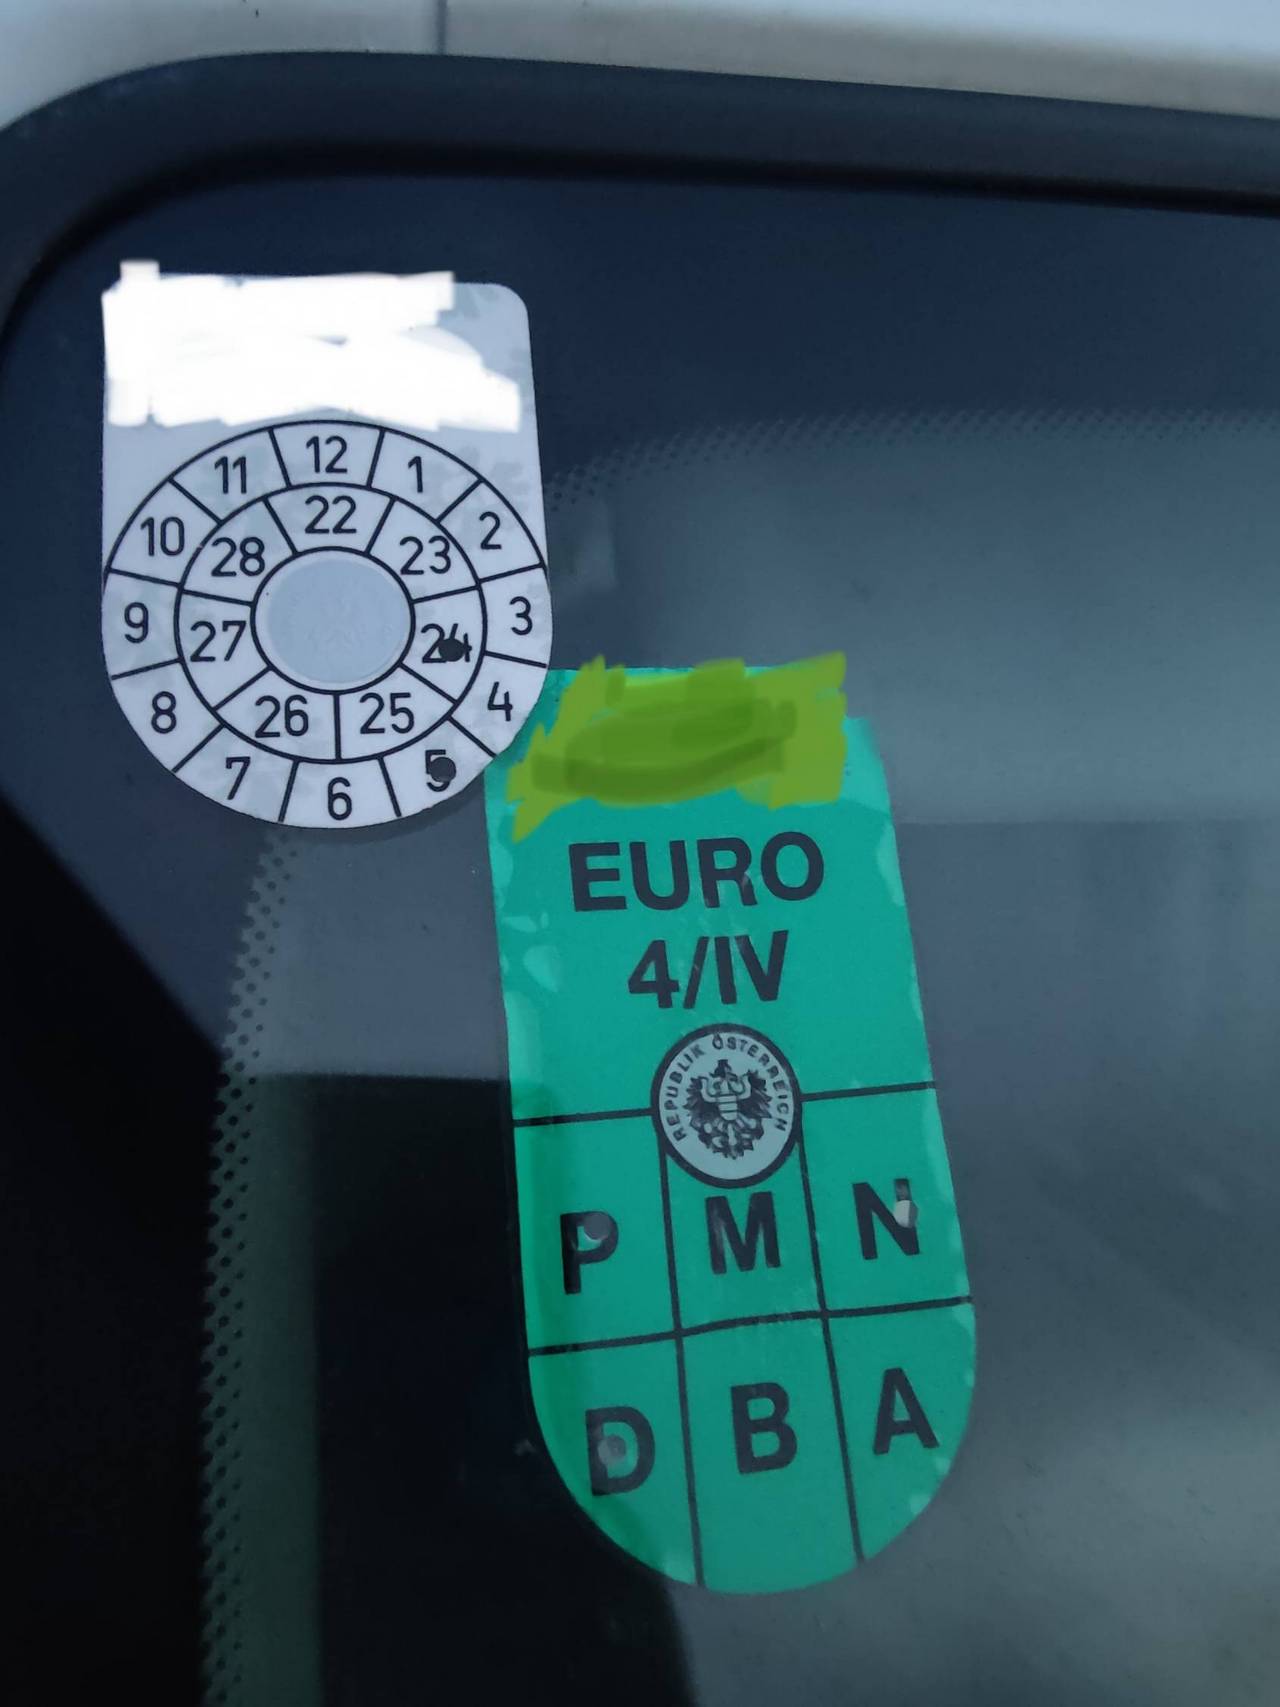 11 12 1
10 28 22 23 2
9 27 24 3
8 26 25 4
7 6 5
EURO
4/IV
REPUBLIK ÖSTERREICH
P M N
D B A